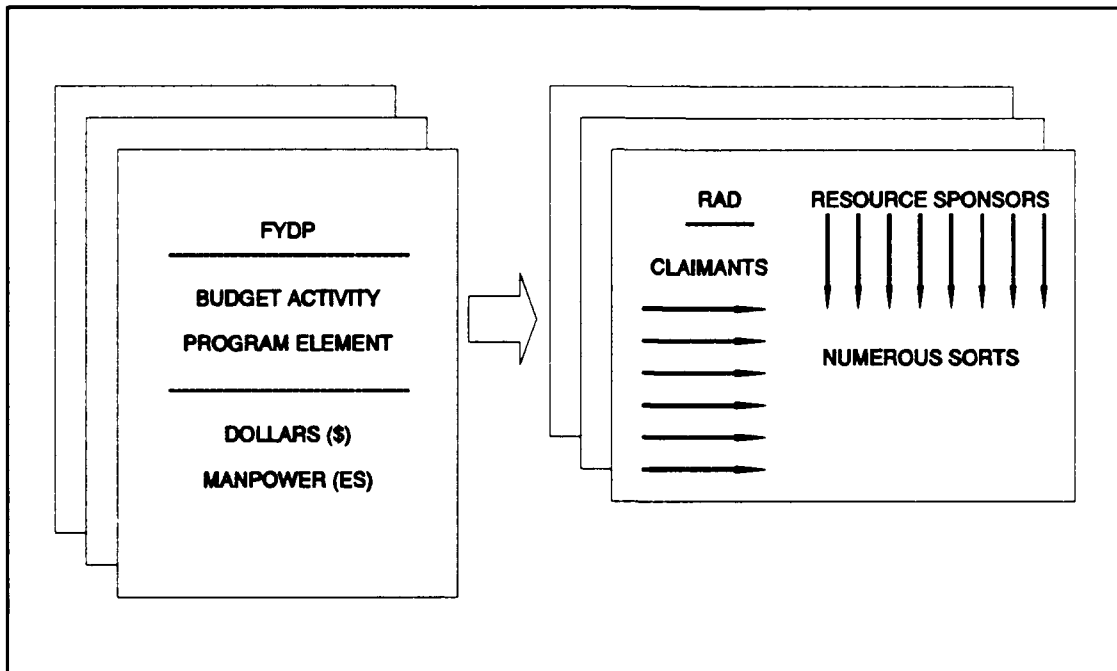 FYDP
BUDGET ACTIVITY
PROGRAM ELEMENT
DOLLARS ($)
MANPOWER (ES)
RAD
RESOURCE SPONSORS
CLAIMANTS
NUMEROUS SORTS